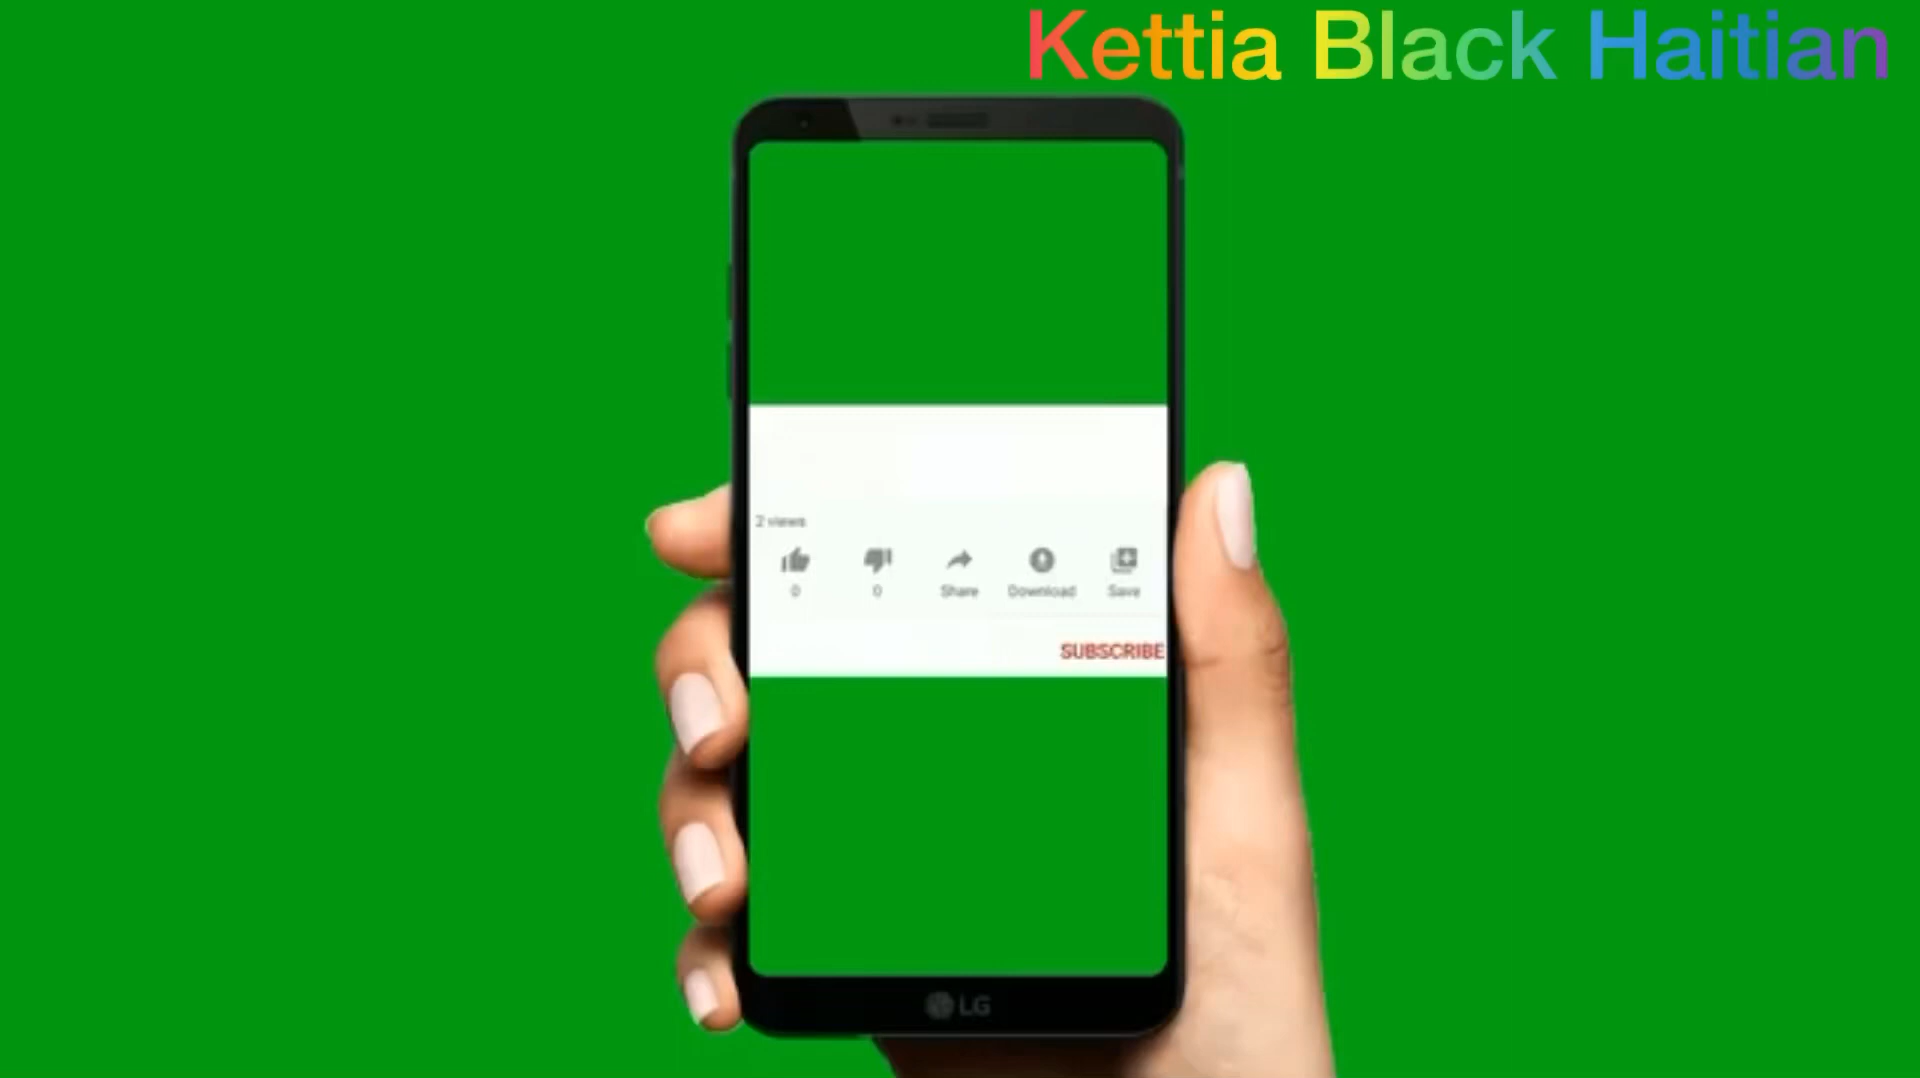 Kettia Black Haitian
2 views
0 0 Share Download Save
SUBSCRIBE
LG